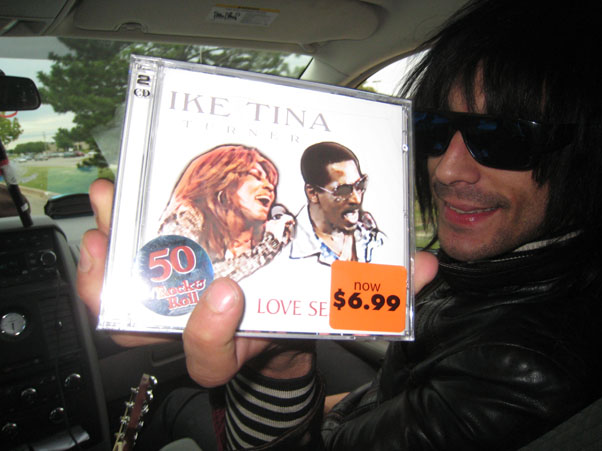 2
CD
IKE TINA
TURNER
50
Rock &
Roll
LOVE SE
now
$6.99